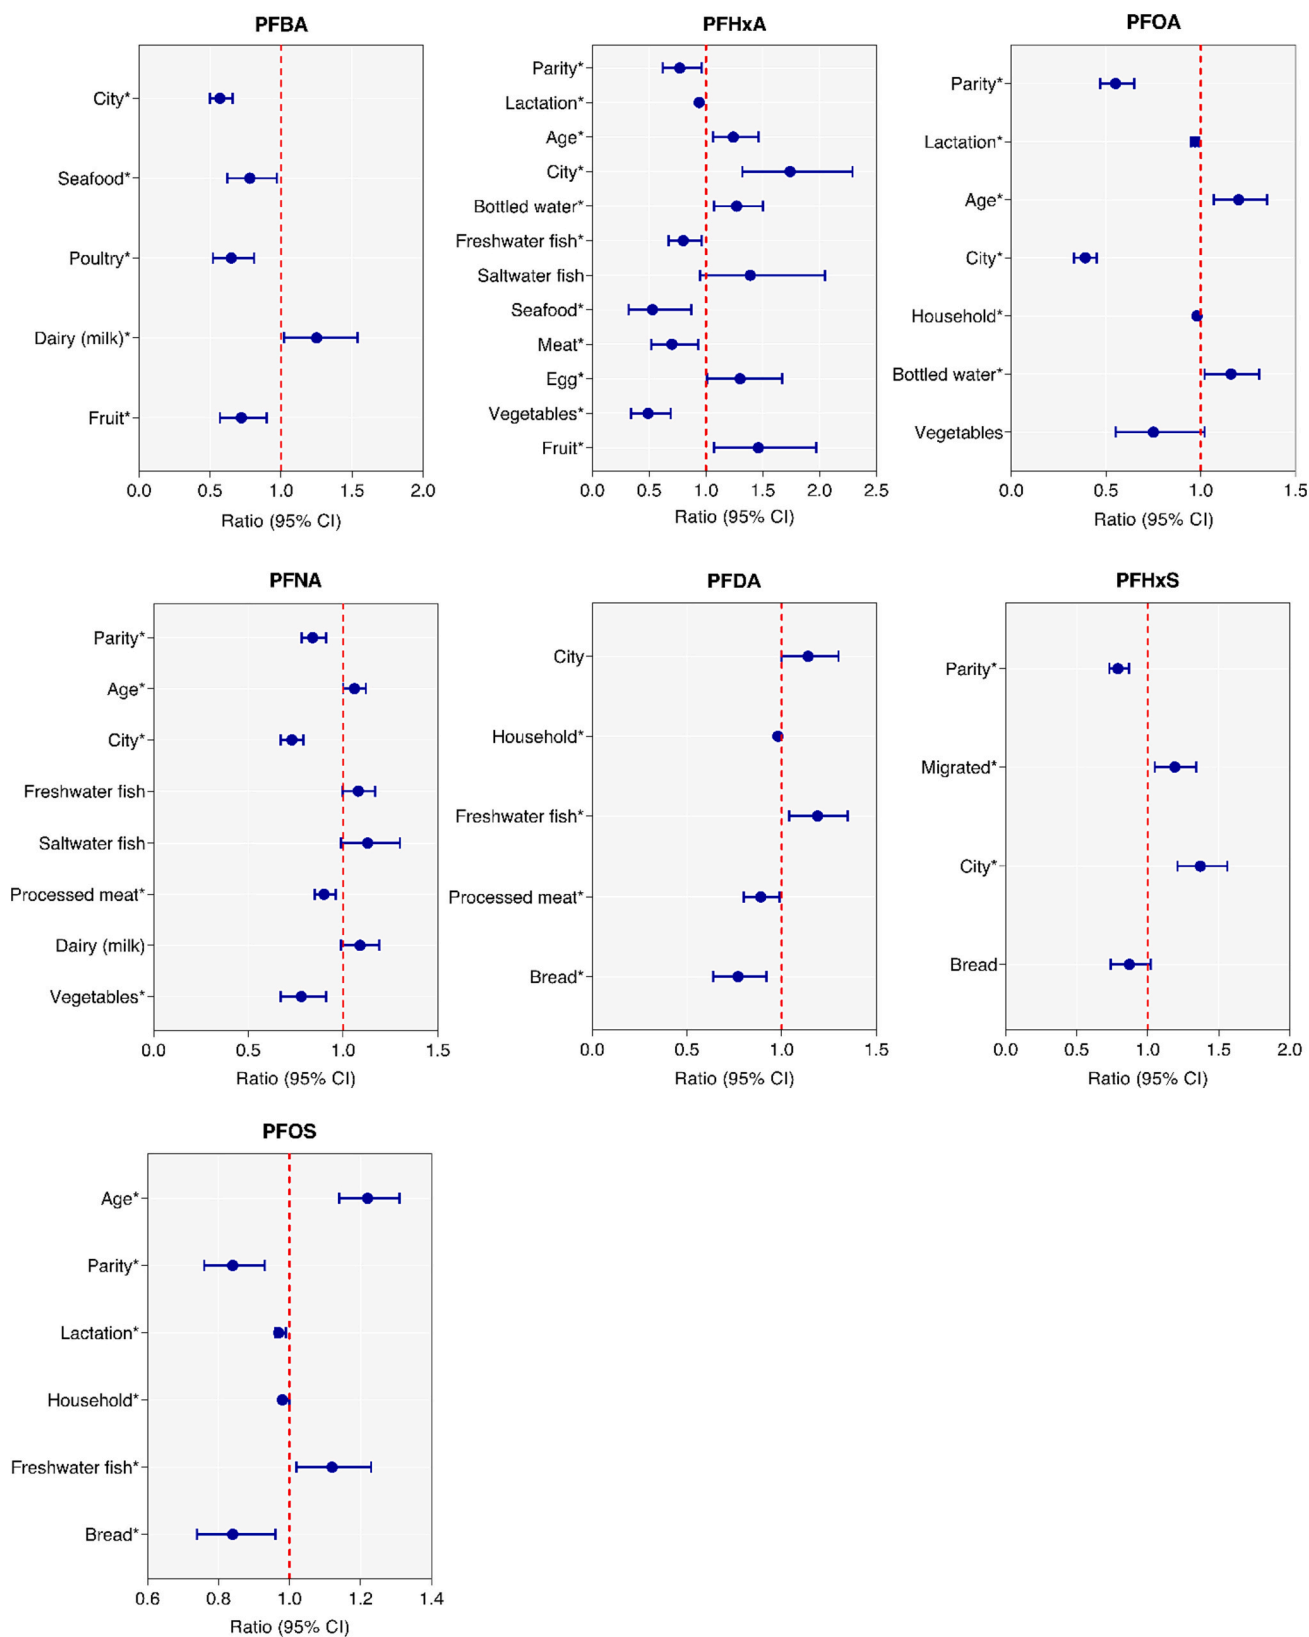 PFBA
City*
Seafood*
Poultry*
Dairy (milk)*
Fruit*
0.0 0.5 1.0 1.5 2.0
Ratio (95% CI)
PFHxA
Parity*
Lactation*
Age*
City*
Bottled water*
Freshwater fish*
Saltwater fish
Seafood*
Meat*
Egg*
Vegetables*
Fruit*
0.0 0.5 1.0 1.5 2.0 2.5
Ratio (95% CI)
PFOA
Parity*
Lactation*
Age*
City*
Household*
Bottled water*
Vegetables
0.0 0.5 1.0 1.5
Ratio (95% CI)
PFNA
Parity*
Age*
City*
Freshwater fish
Saltwater fish
Processed meat*
Dairy (milk)
Vegetables*
0.0 0.5 1.0 1.5
Ratio (95% CI)
PFDA
City
Household*
Freshwater fish*
Processed meat*
Bread*
0.0 0.5 1.0 1.5
Ratio (95% CI)
PFHxS
Parity*
Migrated*
City*
Bread
0.0 0.5 1.0 1.5 2.0
Ratio (95% CI)
PFOS
Age*
Parity*
Lactation*
Household*
Freshwater fish*
Bread*
0.6 0.8 1.0 1.2 1.4
Ratio (95% CI)